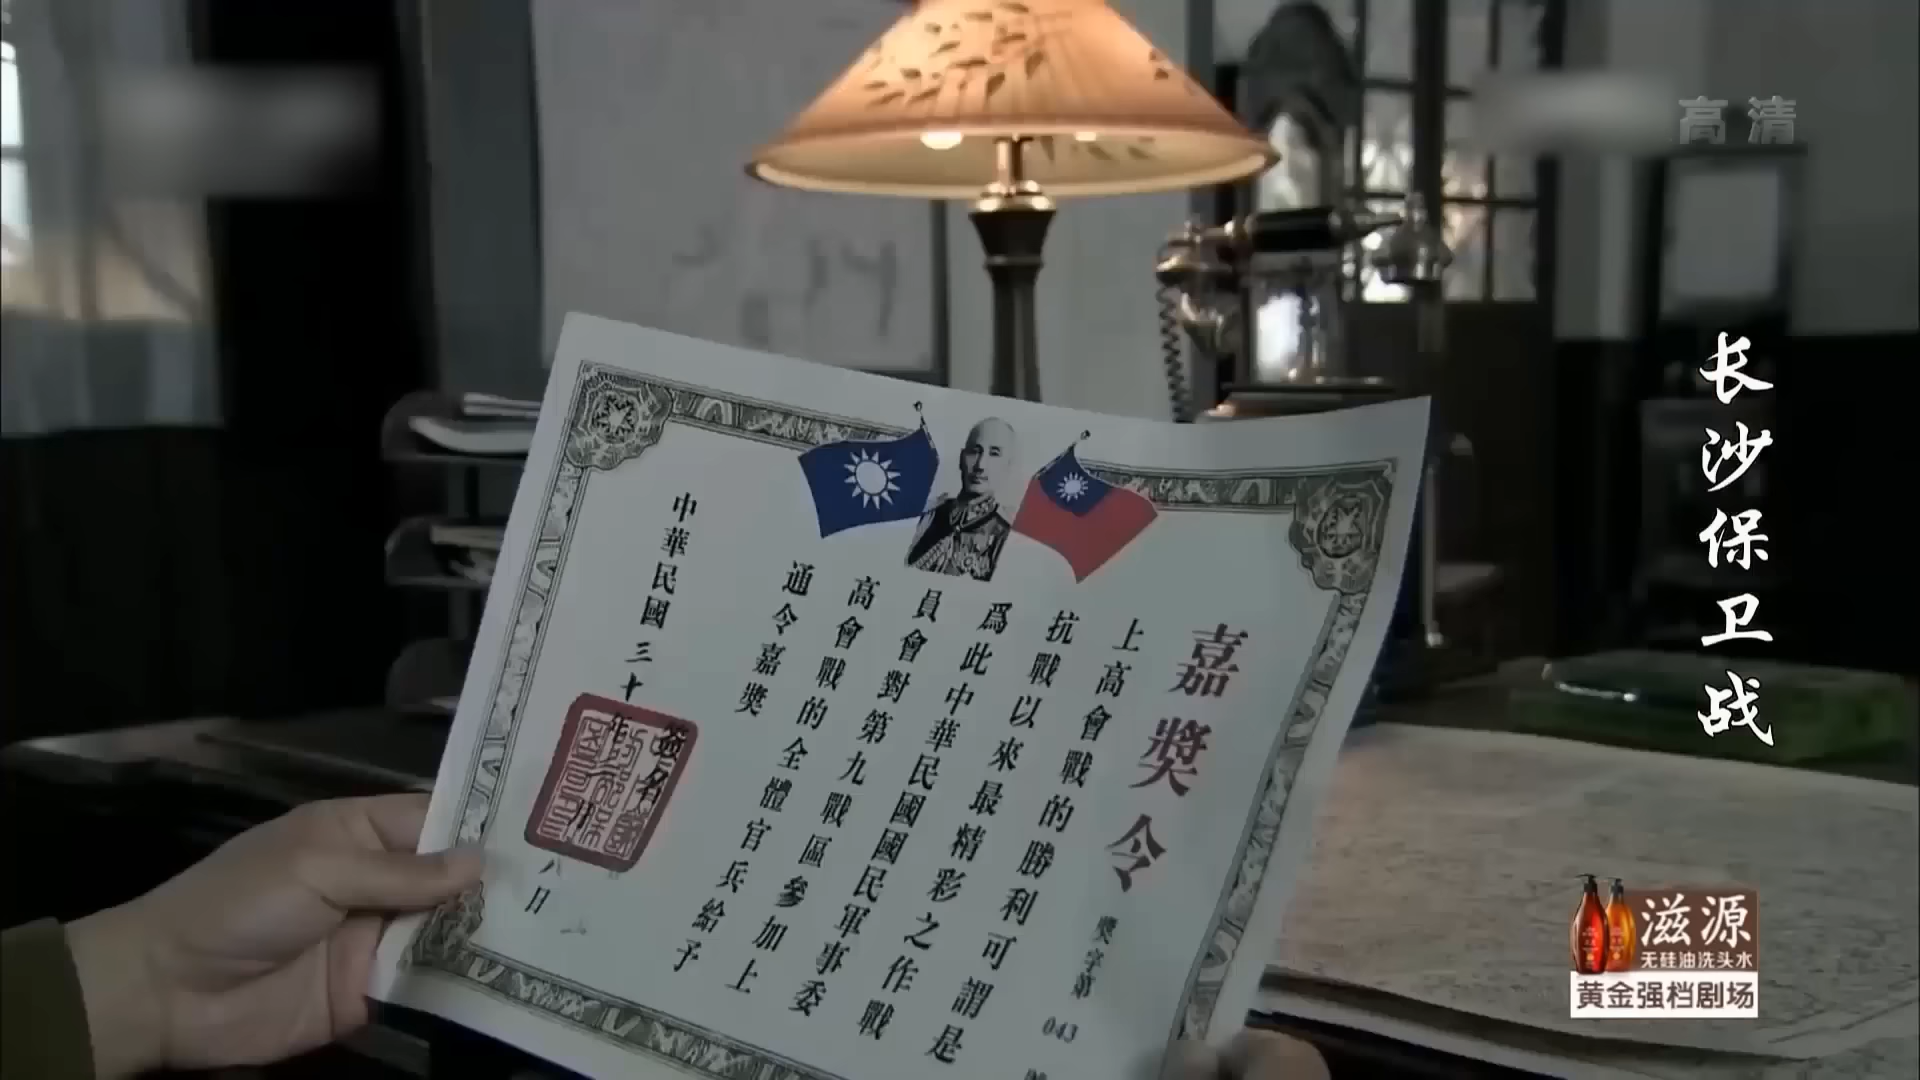 高清
长沙保卫战
嘉獎令
獎字第 043
上高會戰的勝利可謂是
抗戰以來最精彩之作戰
爲此中華民國國民軍事委
員會對第九戰區參加上
高會戰的全體官兵給予
通令嘉獎
簽名
中華民國三十年 月八日
滋源
无硅油洗头水
黄金强档剧场